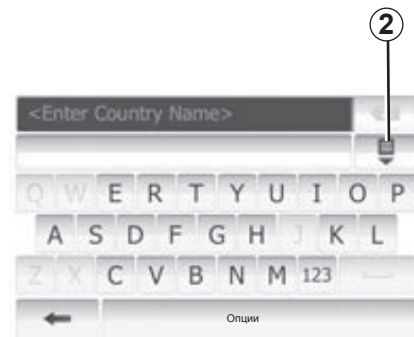 2
<Enter Country Name>
Q W E R T Y U I O P
A S D F G H J K L
Z X C V B N M 123
Опции